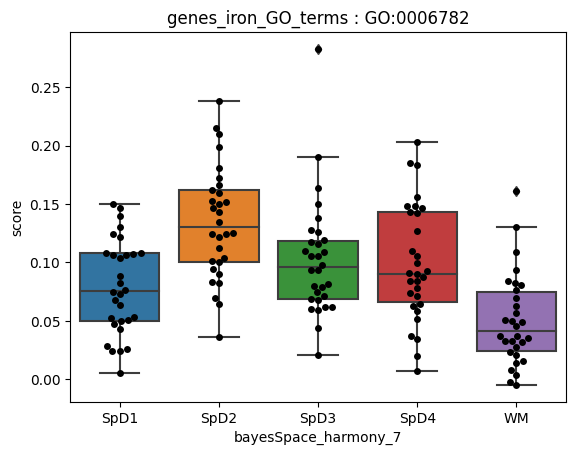 genes_iron_GO_terms : GO:0006782
0.25
0.20
0.15
0.10
0.05
0.00
score
SpD1 SpD2 SpD3 SpD4 WM
bayesSpace_harmony_7